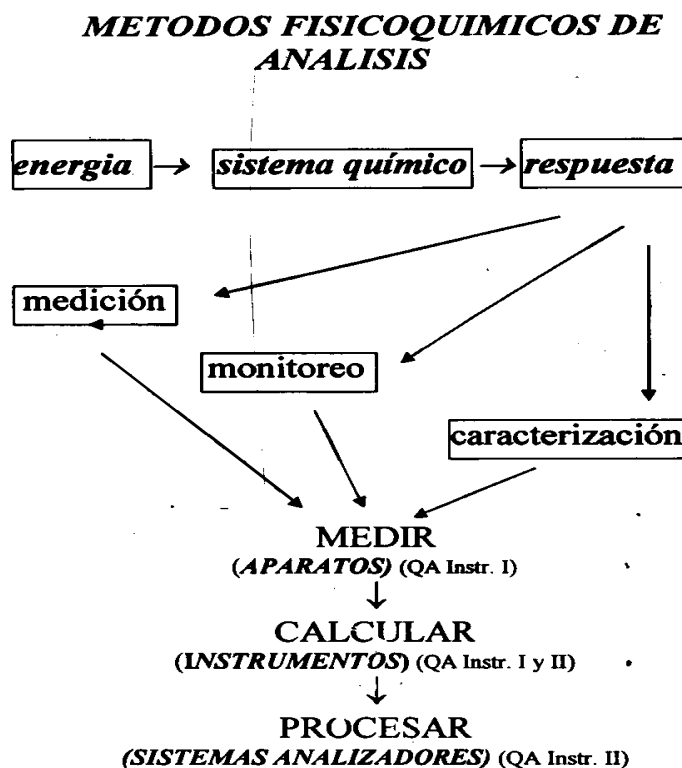 METODOS FISICOQUIMICOS DE
ANALISIS
energia → sistema químico → respuesta
medición
monitoreo
caracterización
MEDIR
(APARATOS) (QA Instr. I)
CALCULAR
(INSTRUMENTOS) (QA Instr. I y II)
PROCESAR
(SISTEMAS ANALIZADORES) (QA Instr. II)